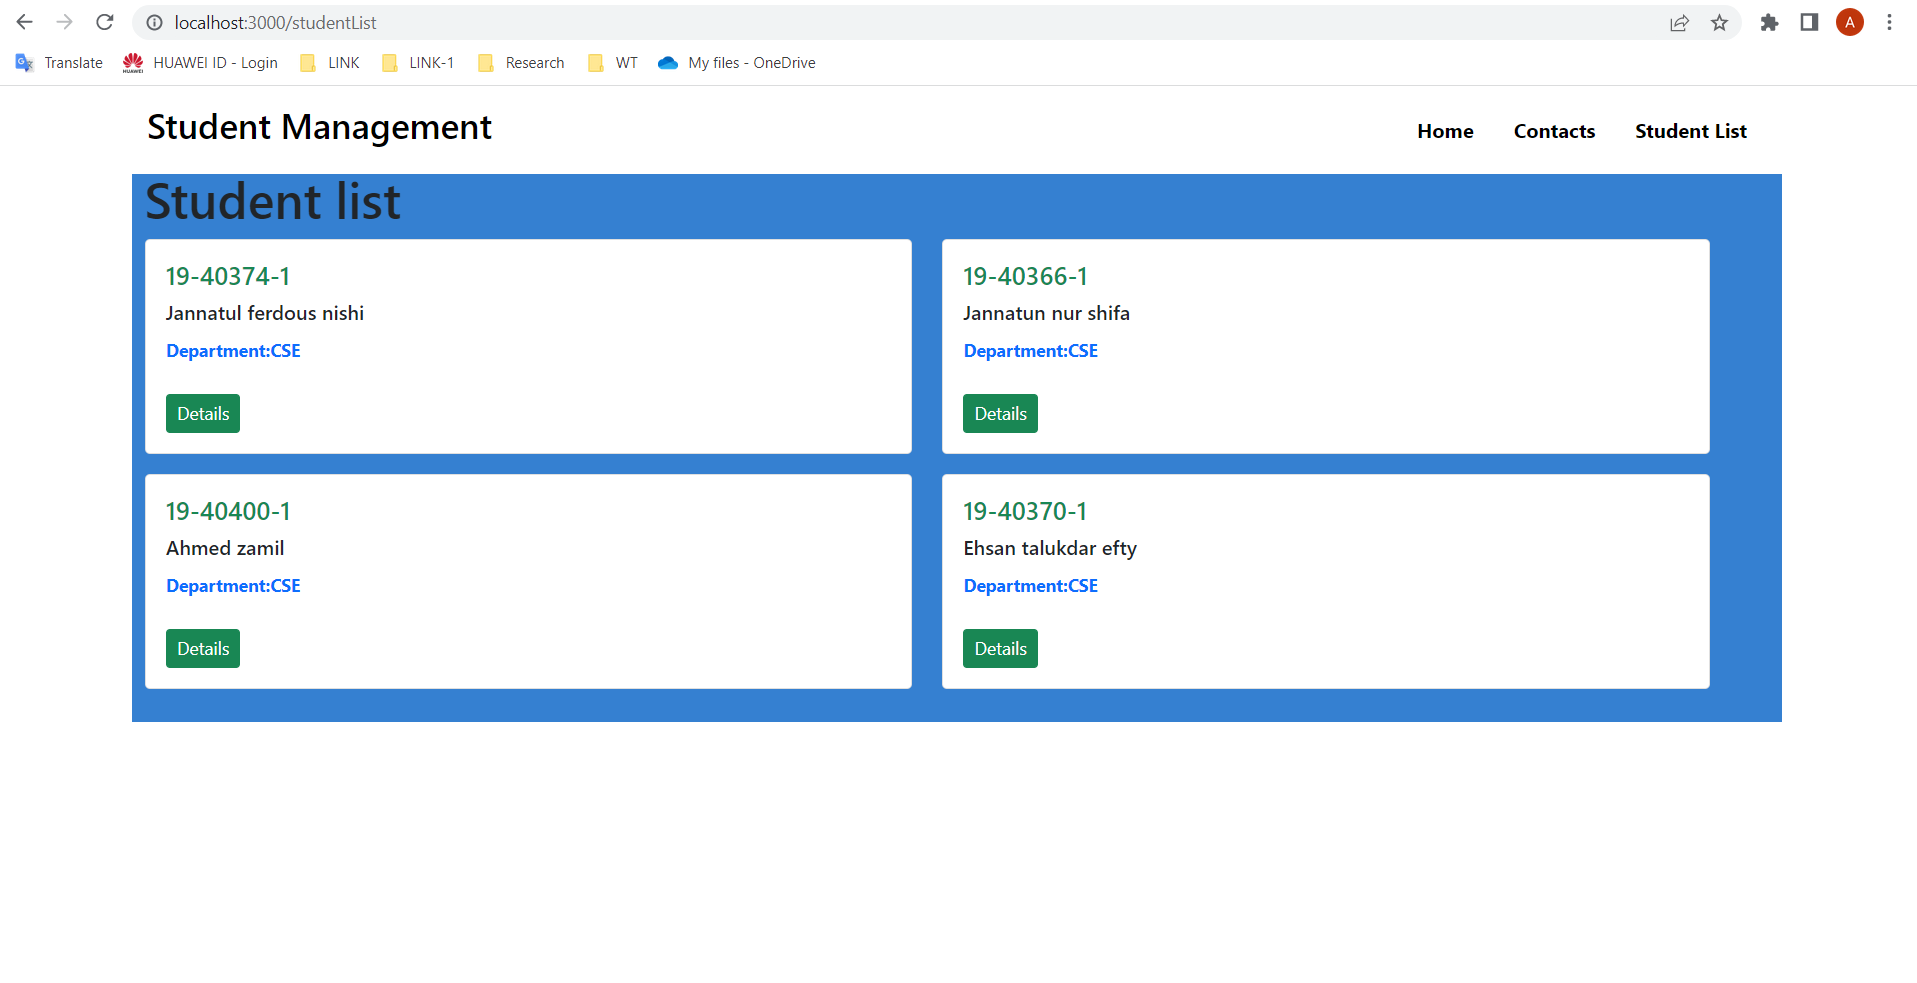 localhost:3000/studentList
A
Translate
HUAWEI
HUAWEI ID - Login
LINK
LINK-1
Research
WT
My files - OneDrive
Student Management
Home
Contacts
Student List
Student list
19-40374-1
Jannatul ferdous nishi
Department:CSE
Details
19-40366-1
Jannatun nur shifa
Department:CSE
Details
19-40400-1
Ahmed zamil
Department:CSE
Details
19-40370-1
Ehsan talukdar efty
Department:CSE
Details